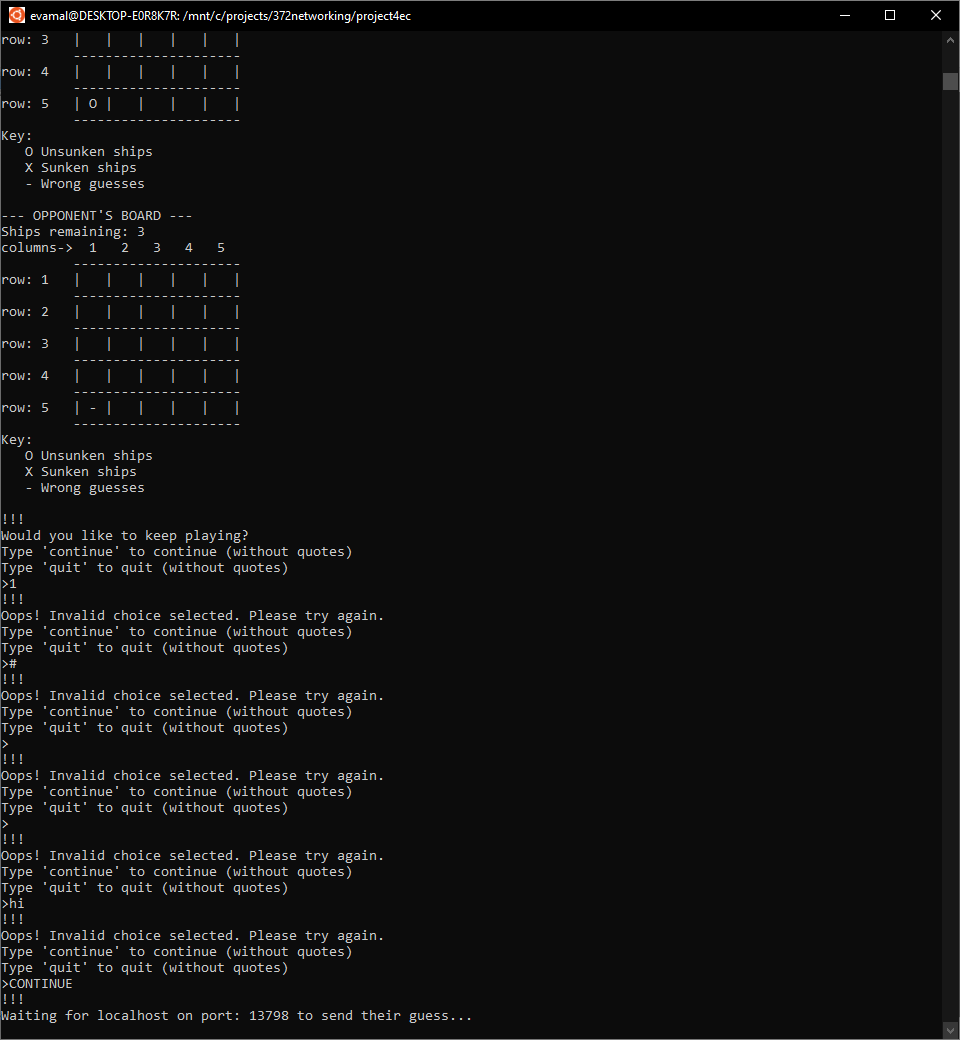 evamal@DESKTOP-E0R8K7R: /mnt/c/projects/372networking/project4ec
row: 3   |   |   |   |   |   |
         ---------------------
row: 4   |   |   |   |   |   |
         ---------------------
row: 5   | O |   |   |   |   |
         ---------------------
Key:
   O Unsunken ships
   X Sunken ships
   - Wrong guesses

--- OPPONENT'S BOARD ---
Ships remaining: 3
columns->  1   2   3   4   5
         ---------------------
row: 1   |   |   |   |   |   |
         ---------------------
row: 2   |   |   |   |   |   |
         ---------------------
row: 3   |   |   |   |   |   |
         ---------------------
row: 4   |   |   |   |   |   |
         ---------------------
row: 5   | - |   |   |   |   |
         ---------------------
Key:
   O Unsunken ships
   X Sunken ships
   - Wrong guesses

!!!
Would you like to keep playing?
Type 'continue' to continue (without quotes)
Type 'quit' to quit (without quotes)
>1
!!!
Oops! Invalid choice selected. Please try again.
Type 'continue' to continue (without quotes)
Type 'quit' to quit (without quotes)
>#
!!!
Oops! Invalid choice selected. Please try again.
Type 'continue' to continue (without quotes)
Type 'quit' to quit (without quotes)
>
!!!
Oops! Invalid choice selected. Please try again.
Type 'continue' to continue (without quotes)
Type 'quit' to quit (without quotes)
>
!!!
Oops! Invalid choice selected. Please try again.
Type 'continue' to continue (without quotes)
Type 'quit' to quit (without quotes)
>hi
!!!
Oops! Invalid choice selected. Please try again.
Type 'continue' to continue (without quotes)
Type 'quit' to quit (without quotes)
>CONTINUE
!!!
Waiting for localhost on port: 13798 to send their guess...